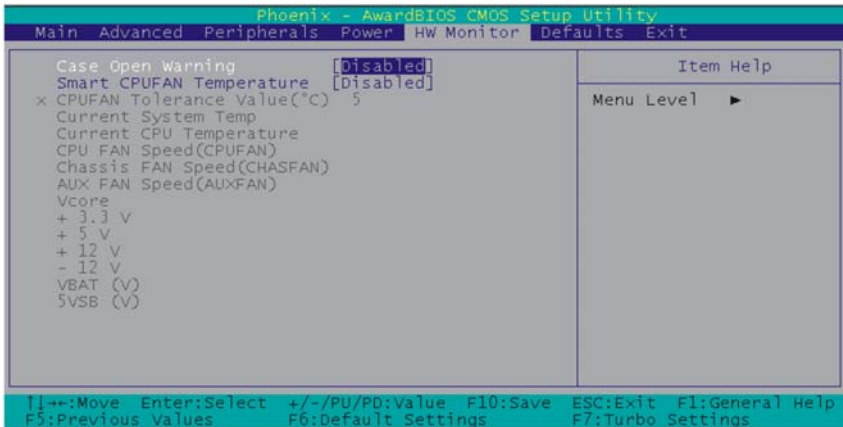 Phoenix - AwardBIOS CMOS Setup Utility
Main Advanced Peripherals Power HW Monitor Defaults Exit
Case Open Warning [Disabled]
Smart CPUFAN Temperature [Disabled]
x CPUFAN Tolerance Value(°C) 5
Current System Temp
Current CPU Temperature
CPU FAN Speed(CPUFAN)
Chassis FAN Speed(CHASFAN)
AUX FAN Speed(AUXFAN)
Vcore
+ 3.3 V
+ 5 V
+ 12 V
- 12 V
VBAT (V)
5VSB (V)
Item Help
Menu Level ►
↑↓→←:Move Enter:Select +/-/PU/PD:Value F10:Save ESC:Exit F1:General Help
F5:Previous Values F6:Default Settings F7:Turbo Settings